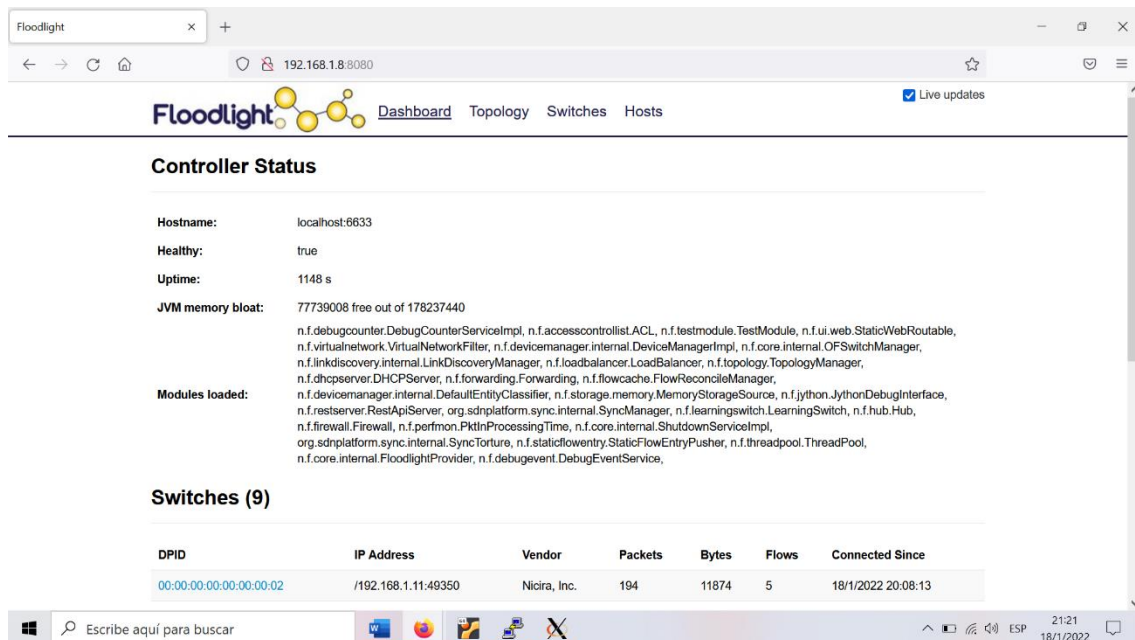 Floodlight
192.168.1.8:8080
Floodlight
Dashboard Topology Switches Hosts
Live updates
Controller Status
Hostname: localhost:6633
Healthy: true
Uptime: 1148 s
JVM memory bloat: 77739008 free out of 178237440
Modules loaded:
n.f.debugcounter.DebugCounterServiceImpl, n.f.accesscontrollist.ACL, n.f.testmodule.TestModule, n.f.ui.web.StaticWebRoutable,
n.f.virtualnetwork.VirtualNetworkFilter, n.f.devicemanager.internal.DeviceManagerImpl, n.f.core.internal.OFSwitchManager,
n.f.linkdiscovery.internal.LinkDiscoveryManager, n.f.loadbalancer.LoadBalancer, n.f.topology.TopologyManager,
n.f.dhcpserver.DHCPServer, n.f.forwarding.Forwarding, n.f.flowcache.FlowReconcileManager,
n.f.devicemanager.internal.DefaultEntityClassifier, n.f.storage.memory.MemoryStorageSource, n.f.jython.JythonDebugInterface,
n.f.restserver.RestApiServer, org.sdnplatform.sync.internal.SyncManager, n.f.learningswitch.LearningSwitch, n.f.hub.Hub,
n.f.firewall.Firewall, n.f.perfmon.PktInProcessingTime, n.f.core.internal.ShutdownServiceImpl,
org.sdnplatform.sync.internal.SyncTorture, n.f.staticflowentry.StaticFlowEntryPusher, n.f.threadpool.ThreadPool,
n.f.core.internal.FloodlightProvider, n.f.debugevent.DebugEventService,
Switches (9)
DPID IP Address Vendor Packets Bytes Flows Connected Since
00:00:00:00:00:00:00:02 /192.168.1.11:49350 Nicira, Inc. 194 11874 5 18/1/2022 20:08:13
Escribe aquí para buscar
ESP
21:21
18/1/2022